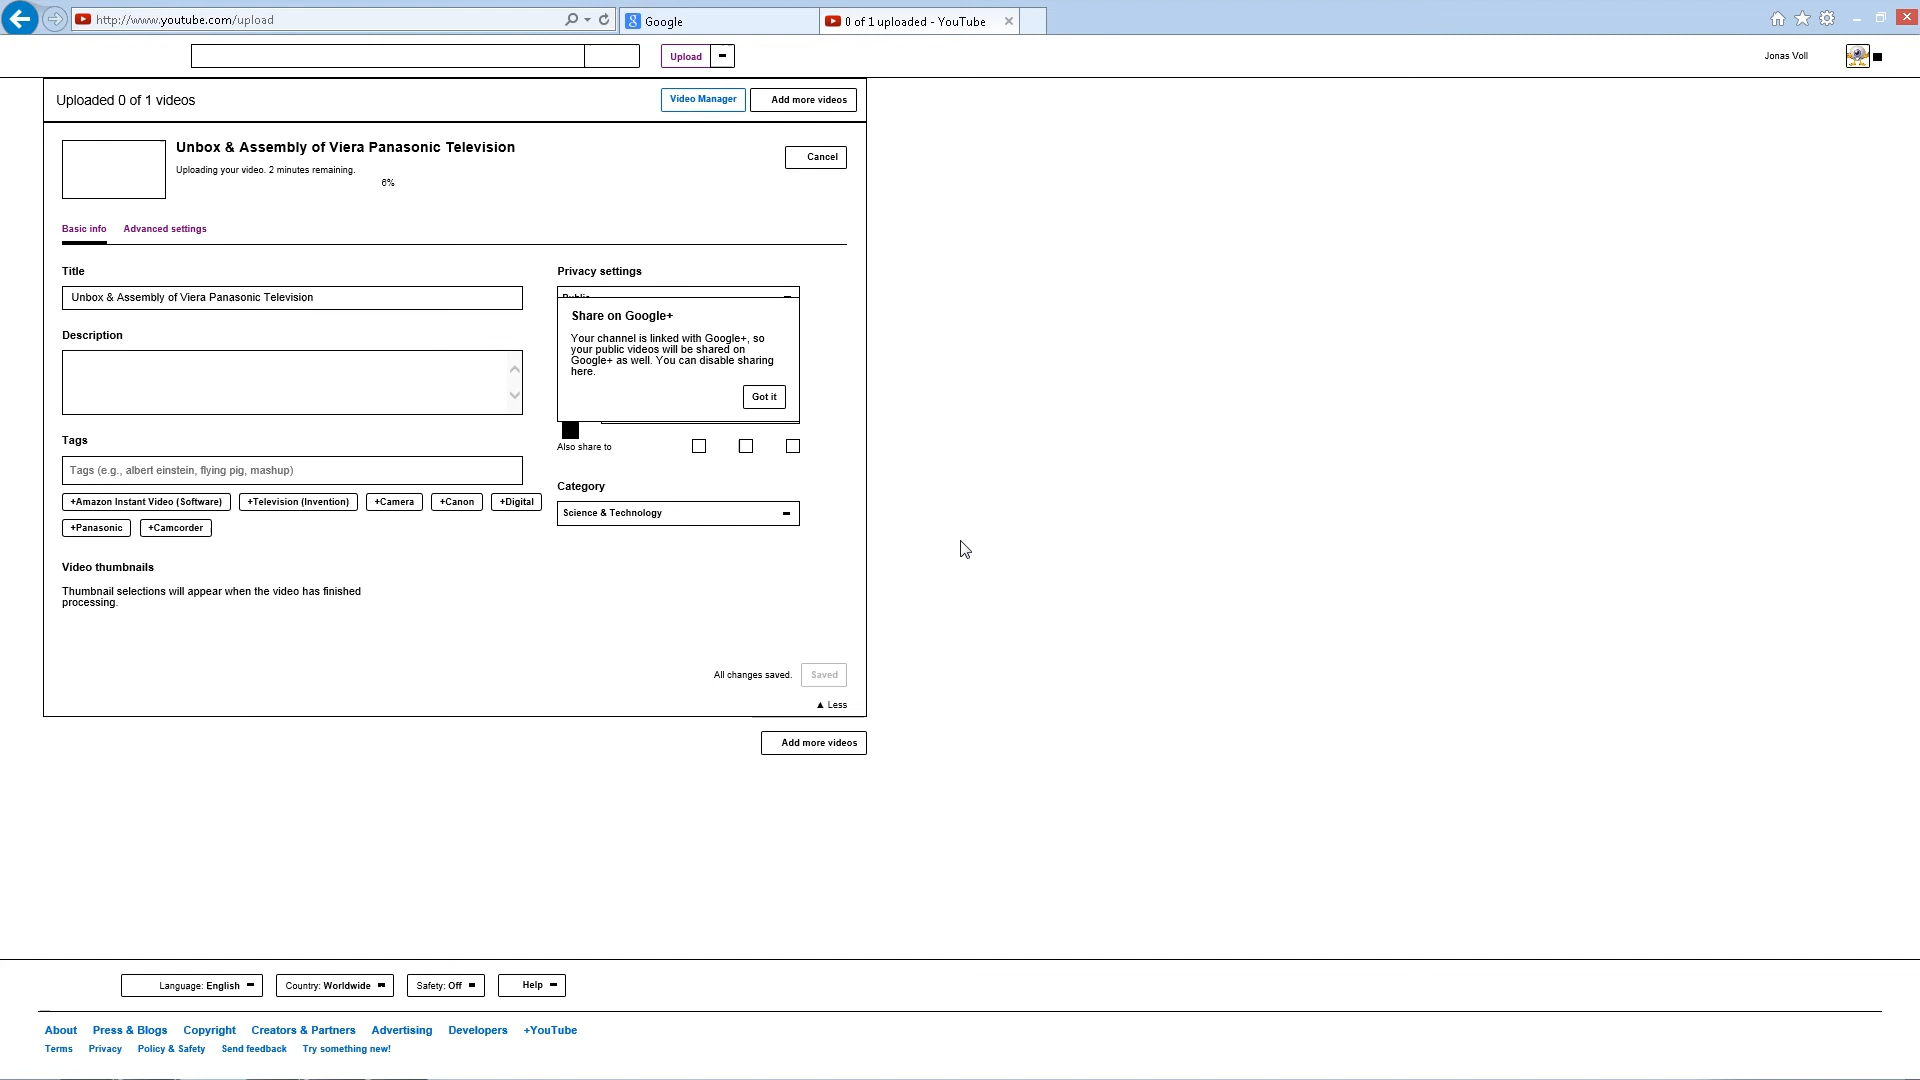 http://www.youtube.com/upload
Google
0 of 1 uploaded - YouTube
Upload
Jonas Voll
Uploaded 0 of 1 videos
Video Manager
Add more videos
Unbox & Assembly of Viera Panasonic Television
Cancel
Uploading your video. 2 minutes remaining.
6%
Basic info
Advanced settings
Title
Unbox & Assembly of Viera Panasonic Television
Description
Tags
Tags (e.g., albert einstein, flying pig, mashup)
+Amazon Instant Video (Software)
+Television (Invention)
+Camera
+Canon
+Digital
+Panasonic
+Camcorder
Video thumbnails
Thumbnail selections will appear when the video has finished
processing.
Privacy settings
Public
Share on Google+
Your channel is linked with Google+, so
your public videos will be shared on
Google+ as well. You can disable sharing
here.
Got it
Also share to
Category
Science & Technology
All changes saved.
Saved
▲ Less
Add more videos
Language: English
Country: Worldwide
Safety: Off
Help
About
Press & Blogs
Copyright
Creators & Partners
Advertising
Developers
+YouTube
Terms
Privacy
Policy & Safety
Send feedback
Try something new!